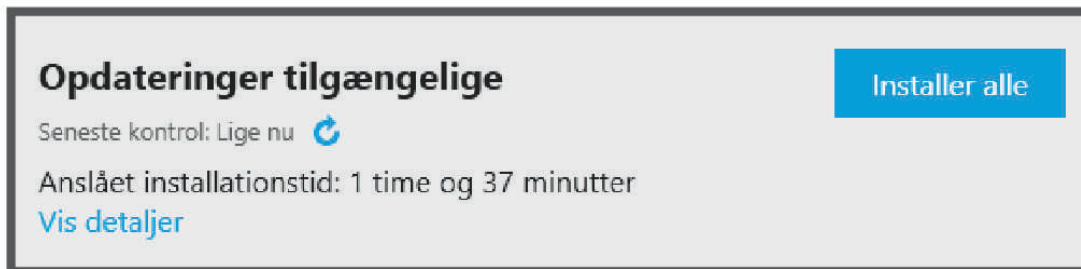 Opdateringer tilgængelige
Installer alle
Seneste kontrol: Lige nu
Anslået installationstid: 1 time og 37 minutter
Vis detaljer